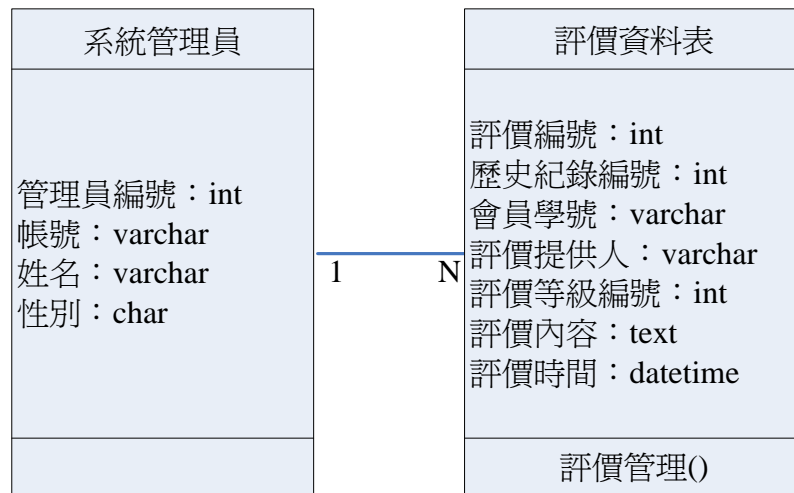 系統管理員
管理員編號：int
帳號：varchar
姓名：varchar
性別：char
1
N
評價資料表
評價編號：int
歷史紀錄編號：int
會員學號：varchar
評價提供人：varchar
評價等級編號：int
評價內容：text
評價時間：datetime
評價管理()